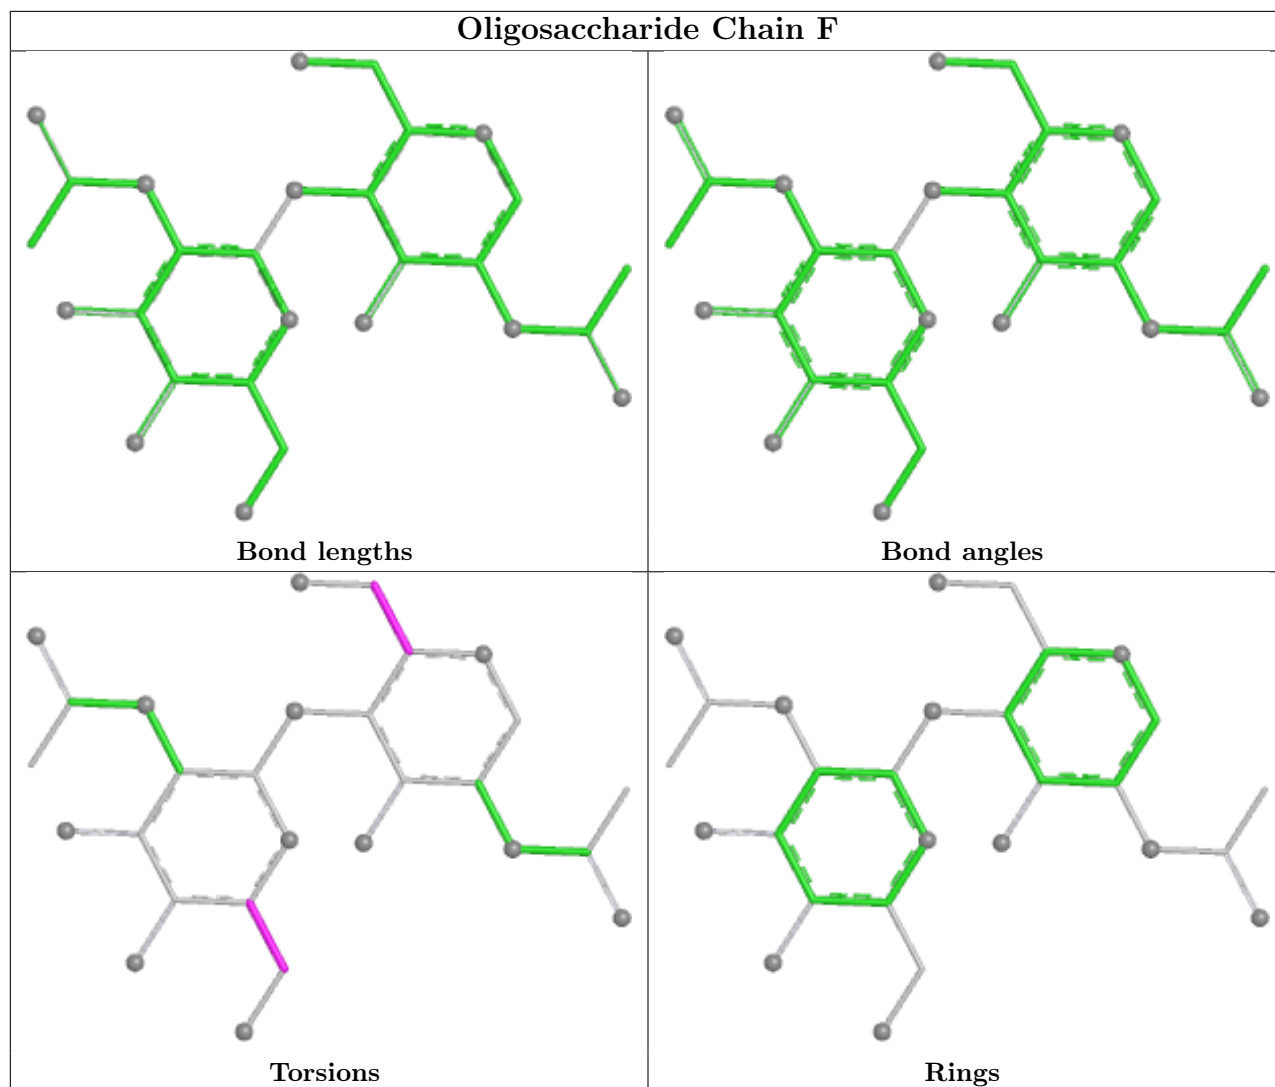 Oligosaccharide Chain F
Bond lengths
Bond angles
Torsions
Rings